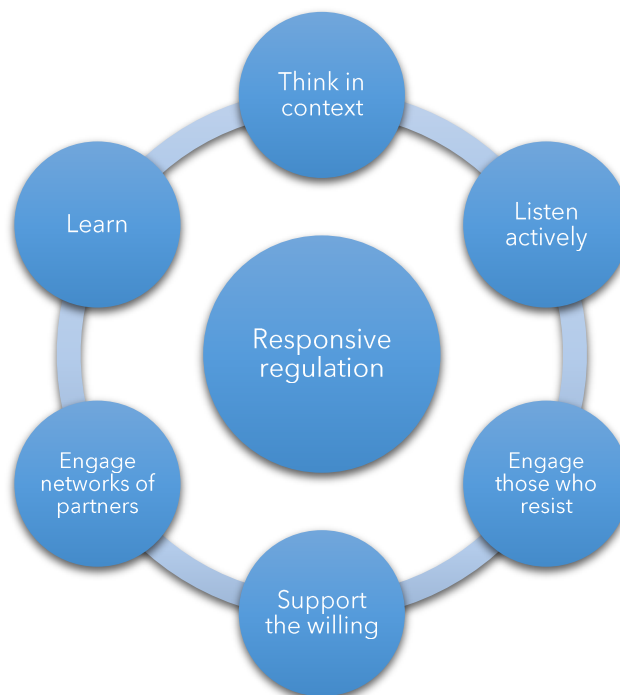 Think in
context
Listen
actively
Engage
those who
resist
Support
the willing
Engage
networks of
partners
Learn
Responsive
regulation